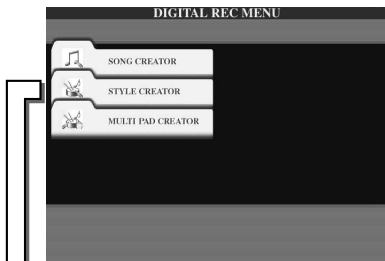 DIGITAL REC MENU
SONG CREATOR
STYLE CREATOR
MULTI PAD CREATOR